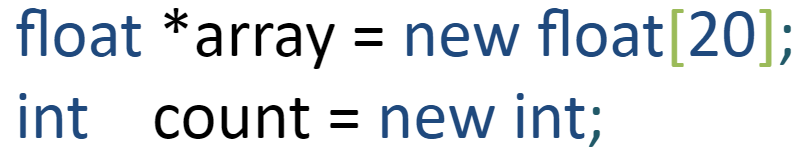 float *array = new float[20];
int count = new int;